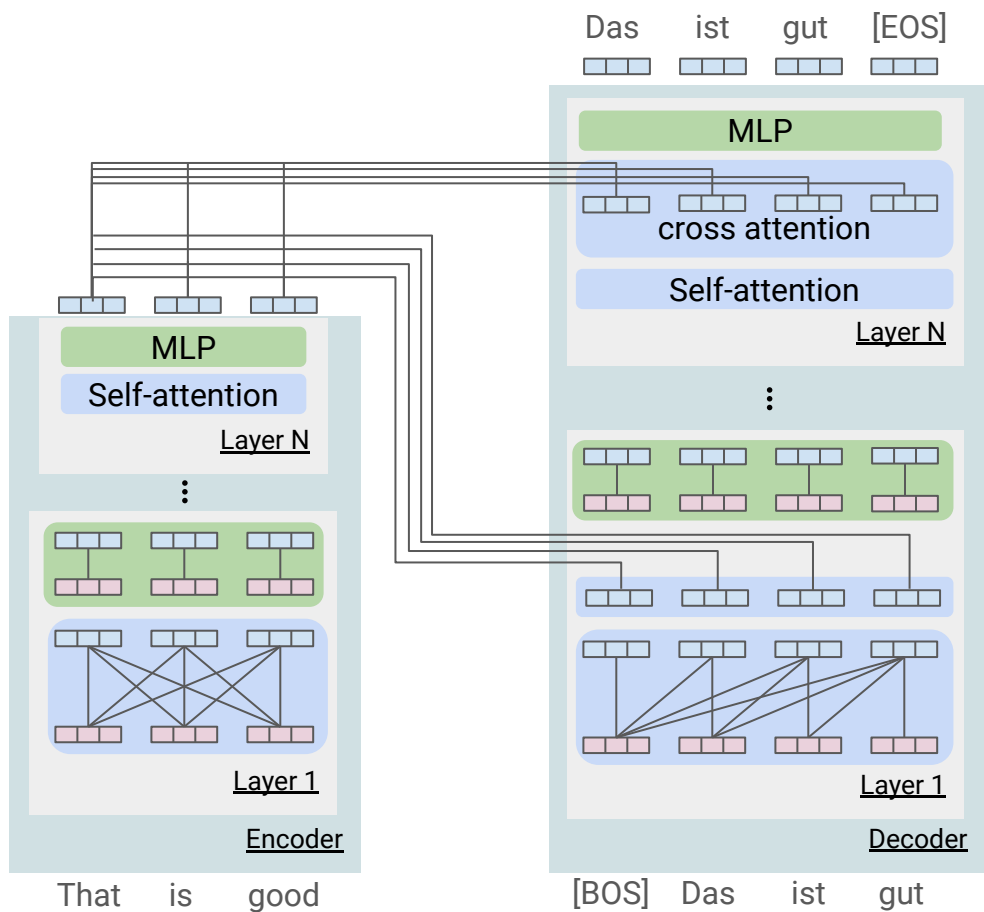 Das ist gut [EOS]
MLP
cross attention
Self-attention
Layer N
Layer 1
Decoder
[BOS] Das ist gut
MLP
Self-attention
Layer N
Layer 1
Encoder
That is good